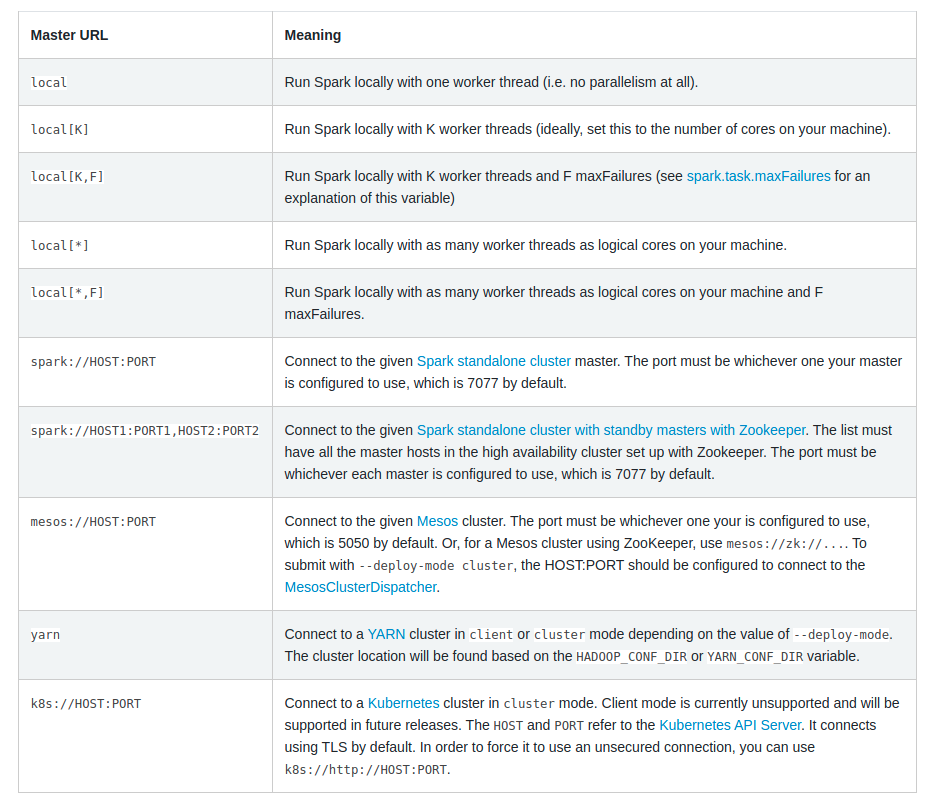 Master URL Meaning
local Run Spark locally with one worker thread (i.e. no parallelism at all).
local[K] Run Spark locally with K worker threads (ideally, set this to the number of cores on your machine).
local[K,F] Run Spark locally with K worker threads and F maxFailures (see spark.task.maxFailures for an
explanation of this variable)
local[*] Run Spark locally with as many worker threads as logical cores on your machine.
local[*,F] Run Spark locally with as many worker threads as logical cores on your machine and F
maxFailures.
spark://HOST:PORT Connect to the given Spark standalone cluster master. The port must be whichever one your master
is configured to use, which is 7077 by default.
spark://HOST1:PORT1,HOST2:PORT2 Connect to the given Spark standalone cluster with standby masters with Zookeeper. The list must
have all the master hosts in the high availability cluster set up with Zookeeper. The port must be
whichever each master is configured to use, which is 7077 by default.
mesos://HOST:PORT Connect to the given Mesos cluster. The port must be whichever one your is configured to use,
which is 5050 by default. Or, for a Mesos cluster using ZooKeeper, use mesos://zk://.... To
submit with --deploy-mode cluster, the HOST:PORT should be configured to connect to the
MesosClusterDispatcher.
yarn Connect to a YARN cluster in client or cluster mode depending on the value of --deploy-mode.
The cluster location will be found based on the HADOOP_CONF_DIR or YARN_CONF_DIR variable.
k8s://HOST:PORT Connect to a Kubernetes cluster in cluster mode. Client mode is currently unsupported and will be
supported in future releases. The HOST and PORT refer to the Kubernetes API Server. It connects
using TLS by default. In order to force it to use an unsecured connection, you can use
k8s://http://HOST:PORT.